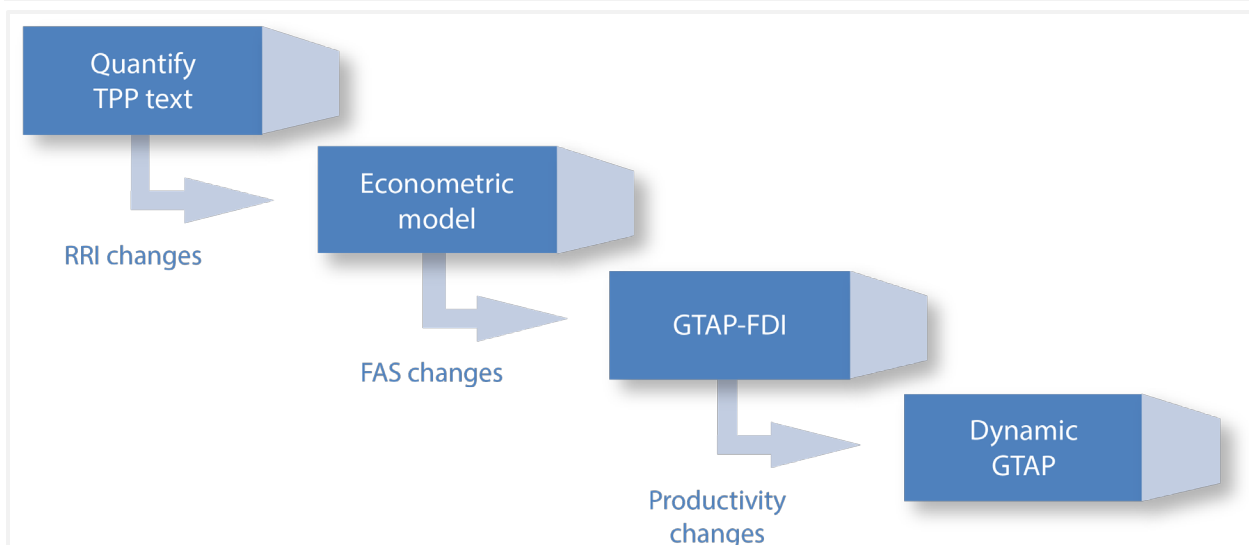 Quantify
TPP text
RRI changes
Econometric
model
FAS changes
GTAP-FDI
Productivity
changes
Dynamic
GTAP